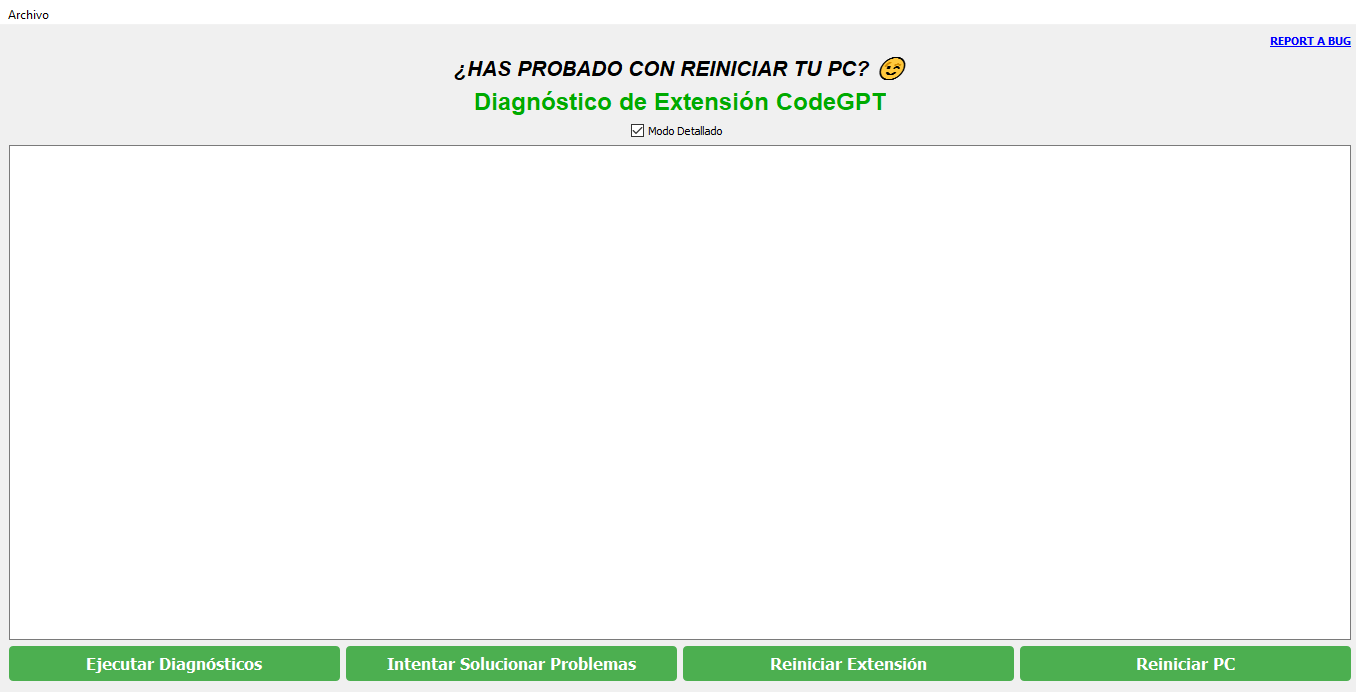 Archivo
REPORT A BUG
¿HAS PROBADO CON REINICIAR TU PC? 😉
Diagnóstico de Extensión CodeGPT
Modo Detallado
Ejecutar Diagnósticos
Intentar Solucionar Problemas
Reiniciar Extensión
Reiniciar PC